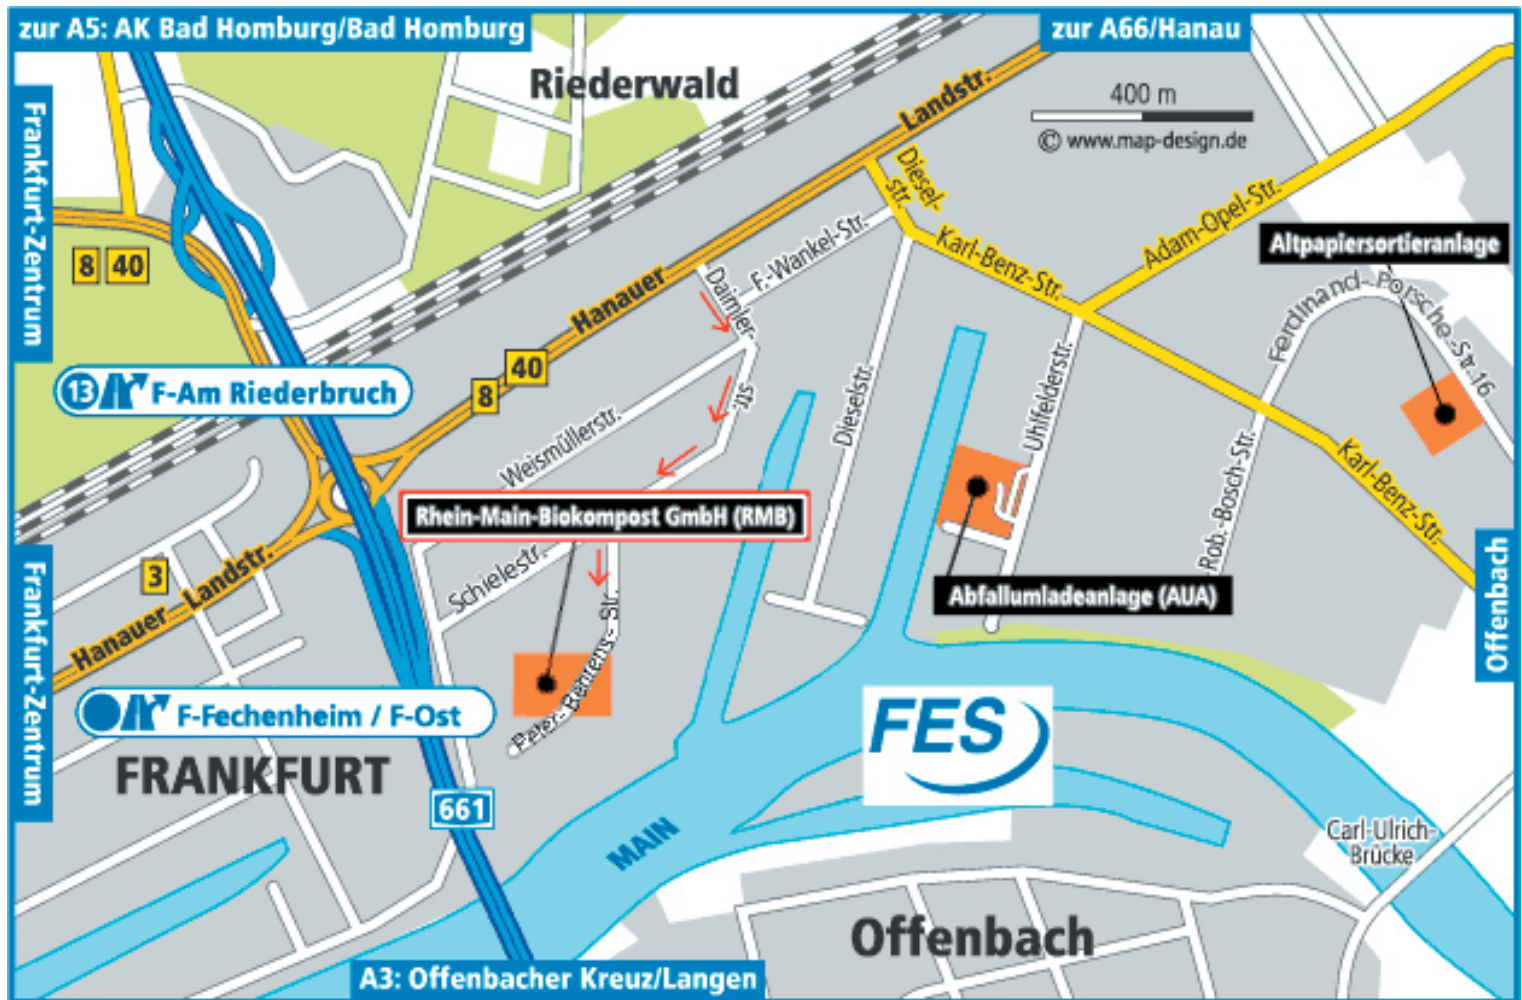 zur A5: AK Bad Homburg/Bad Homburg
zur A66/Hanau
Riederwald
Landstr.
400 m
© www.map-design.de
Frankfurt-Zentrum
Diesel-
str.
Adam-Opel-Str.
F.-Wankel-Str.
Karl-Benz-Str.
Altpapiersortieranlage
8
40
Hanauer
Daimler-
str.
Ferdinand-Porsche-Str.16
13
F-Am Riederbruch
40
8
Weismüllerstr.
Dieselstr.
Uhlfelderstr.
Rob.-Bosch-Str.
Karl-Benz-Str.
Rhein-Main-Biokompost GmbH (RMB)
Schielestr.
3
Hanauer
Landstr.
Frankfurt-Zentrum
Abfallumladeanlage (AUA)
Offenbach
Peter-Behrens-Str.
F-Fechenheim / F-Ost
FES
FRANKFURT
661
MAIN
Carl-Ulrich-
Brücke
Offenbach
A3: Offenbacher Kreuz/Langen